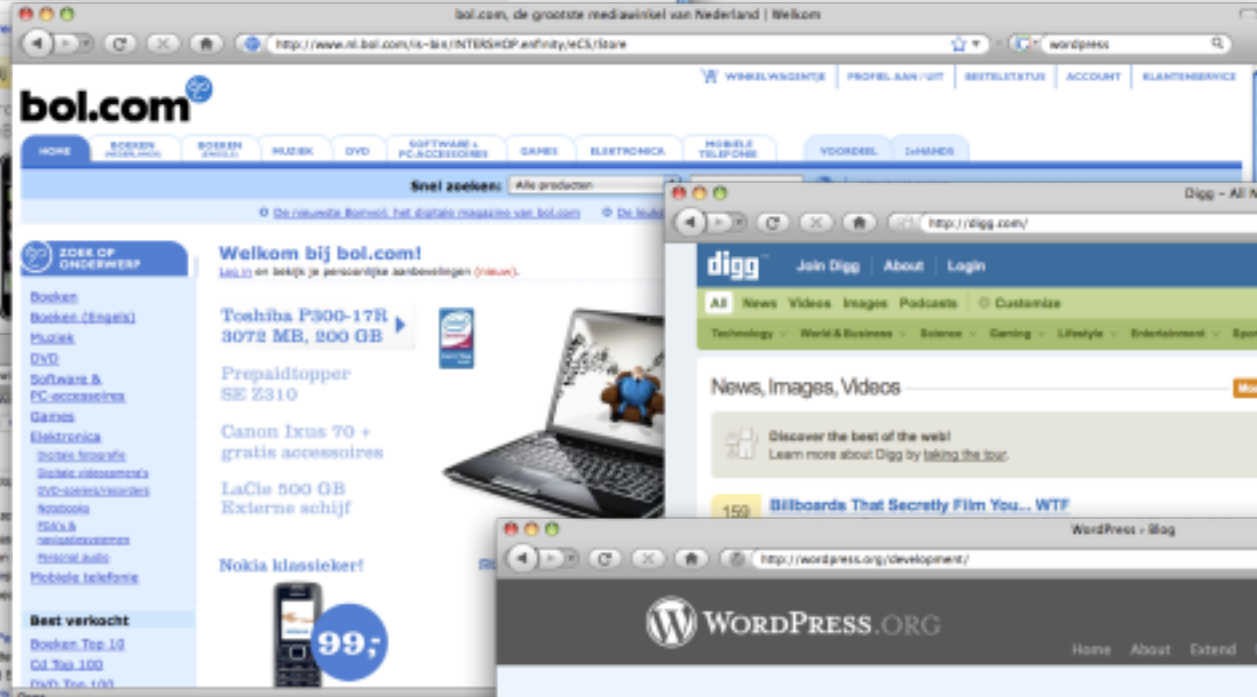 bol.com, de grootste mediawinkel van Nederland | Welkom
http://www.nl.bol.com/is-bin/INTERSHOP.enfinity/eCS/Store
wordpress
bol.com
WINKELWAGENTJE
PROFIEL AAN / UIT
BESTELSTATUS
ACCOUNT
KLANTENSERVICE
HOME
BOEKEN
(NEDERLANDS)
BOEKEN
(ENGELS)
MUZIEK
DVD
SOFTWARE &
PC-ACCESSOIRES
GAMES
ELEKTRONICA
MOBIELE
TELEFONIE
VOORDEEL
2eHANDS
Snel zoeken:
Alle producten
De nieuwste Bomvol: het digitale magazine van bol.com
De leuks
ZOEK OP
ONDERWERP
Boeken
Boeken (Engels)
Muziek
DVD
Software &
PC-accessoires
Games
Elektronica
Digitale fotografie
Digitale videocamera's
DVD-spelers/recorders
Notebooks
PDA's &
navigatiesystemen
Personal audio
Mobiele telefonie
Best verkocht
Boeken Top 10
Cd Top 100
DVD Top 100
Welkom bij bol.com!
Log in en bekijk je persoonlijke aanbevelingen (nieuw).
Toshiba P300-17R
3072 MB, 200 GB
Prepaidtopper
SE Z310
Canon Ixus 70 +
gratis accessoires
LaCie 500 GB
Externe schijf
Nokia klassieker!
99,-
Digg - All N
http://digg.com/
digg
Join Digg
About
Login
All
News
Videos
Images
Podcasts
Customize
Technology
World & Business
Science
Gaming
Lifestyle
Entertainment
Spo
News, Images, Videos
Discover the best of the web!
Learn more about Digg by taking the tour.
159
Billboards That Secretly Film You... WTF
WordPress › Blog
http://wordpress.org/development/
WORDPRESS.ORG
Home
About
Extend